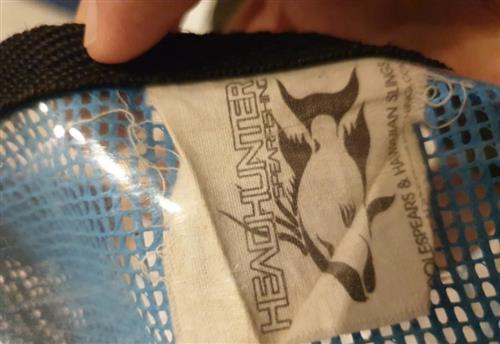 HEADHUNTER
SPEARFISHING
POLESPEARS & HAWAIIAN SLINGS